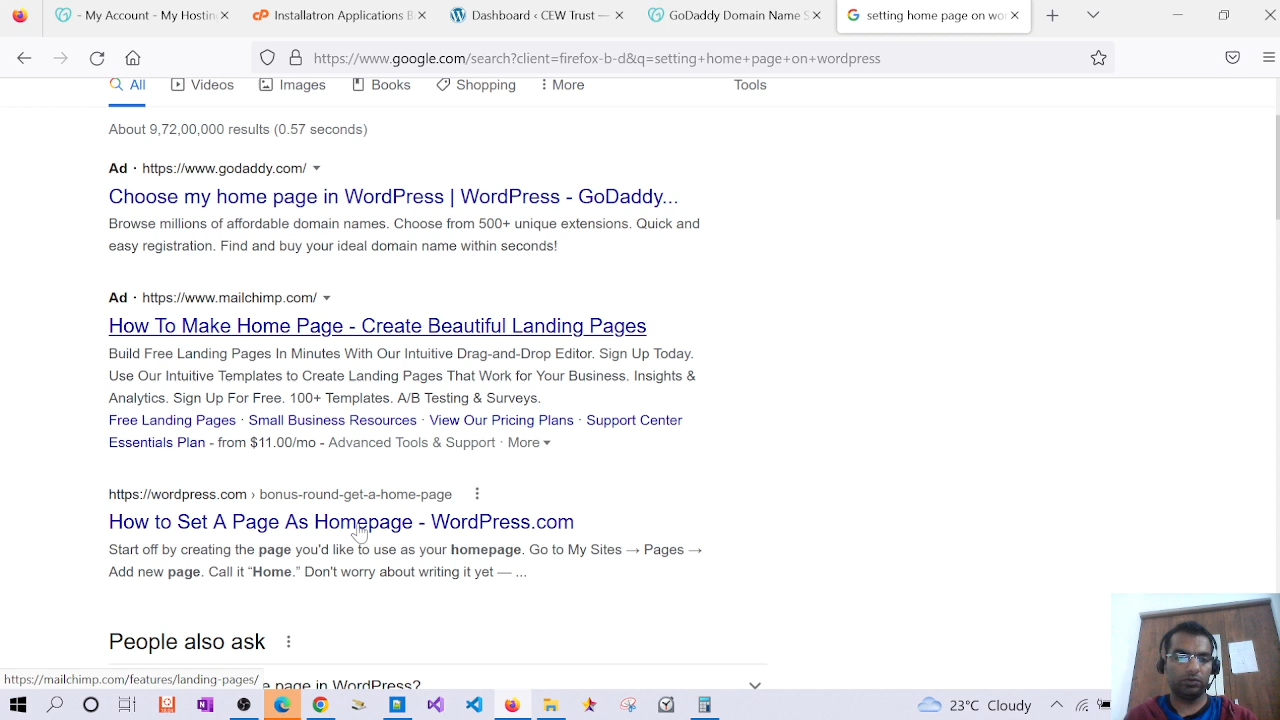 - My Account - My Hostin
Installatron Applications B
Dashboard ‹ CEW Trust —
GoDaddy Domain Name S
setting home page on wo
https://www.google.com/search?client=firefox-b-d&q=setting+home+page+on+wordpress
All
Videos
Images
Books
Shopping
More
Tools
About 9,72,00,000 results (0.57 seconds)
Ad · https://www.godaddy.com/
Choose my home page in WordPress | WordPress - GoDaddy...
Browse millions of affordable domain names. Choose from 500+ unique extensions. Quick and
easy registration. Find and buy your ideal domain name within seconds!
Ad · https://www.mailchimp.com/
How To Make Home Page - Create Beautiful Landing Pages
Build Free Landing Pages In Minutes With Our Intuitive Drag-and-Drop Editor. Sign Up Today.
Use Our Intuitive Templates to Create Landing Pages That Work for Your Business. Insights &
Analytics. Sign Up For Free. 100+ Templates. A/B Testing & Surveys.
Free Landing Pages · Small Business Resources · View Our Pricing Plans · Support Center
Essentials Plan - from $11.00/mo - Advanced Tools & Support · More
https://wordpress.com › bonus-round-get-a-home-page
How to Set A Page As Homepage - WordPress.com
Start off by creating the page you'd like to use as your homepage. Go to My Sites → Pages →
Add new page. Call it “Home.” Don't worry about writing it yet — ...
People also ask
e page in WordPress?
https://mailchimp.com/features/landing-pages/
23°C Cloudy